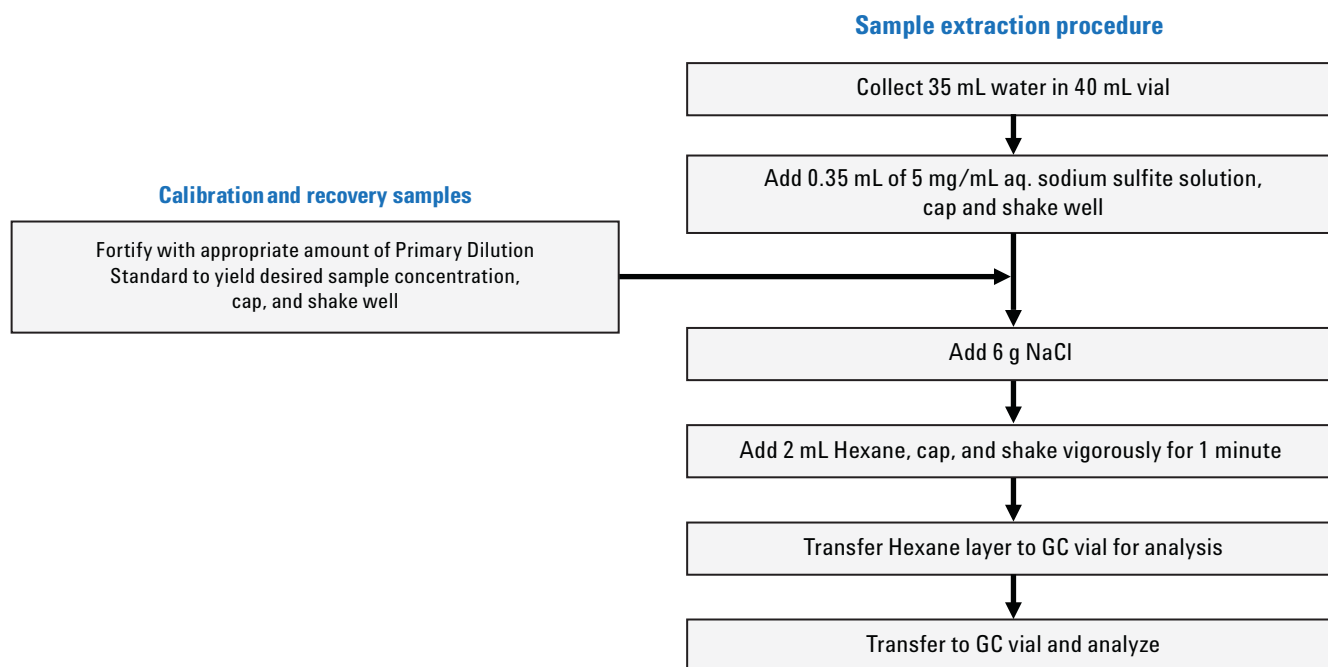 Sample extraction procedure
Collect 35 mL water in 40 mL vial
Add 0.35 mL of 5 mg/mL aq. sodium sulfite solution,
cap and shake well
Calibration and recovery samples
Fortify with appropriate amount of Primary Dilution
Standard to yield desired sample concentration,
cap, and shake well
Add 6 g NaCl
Add 2 mL Hexane, cap, and shake vigorously for 1 minute
Transfer Hexane layer to GC vial for analysis
Transfer to GC vial and analyze